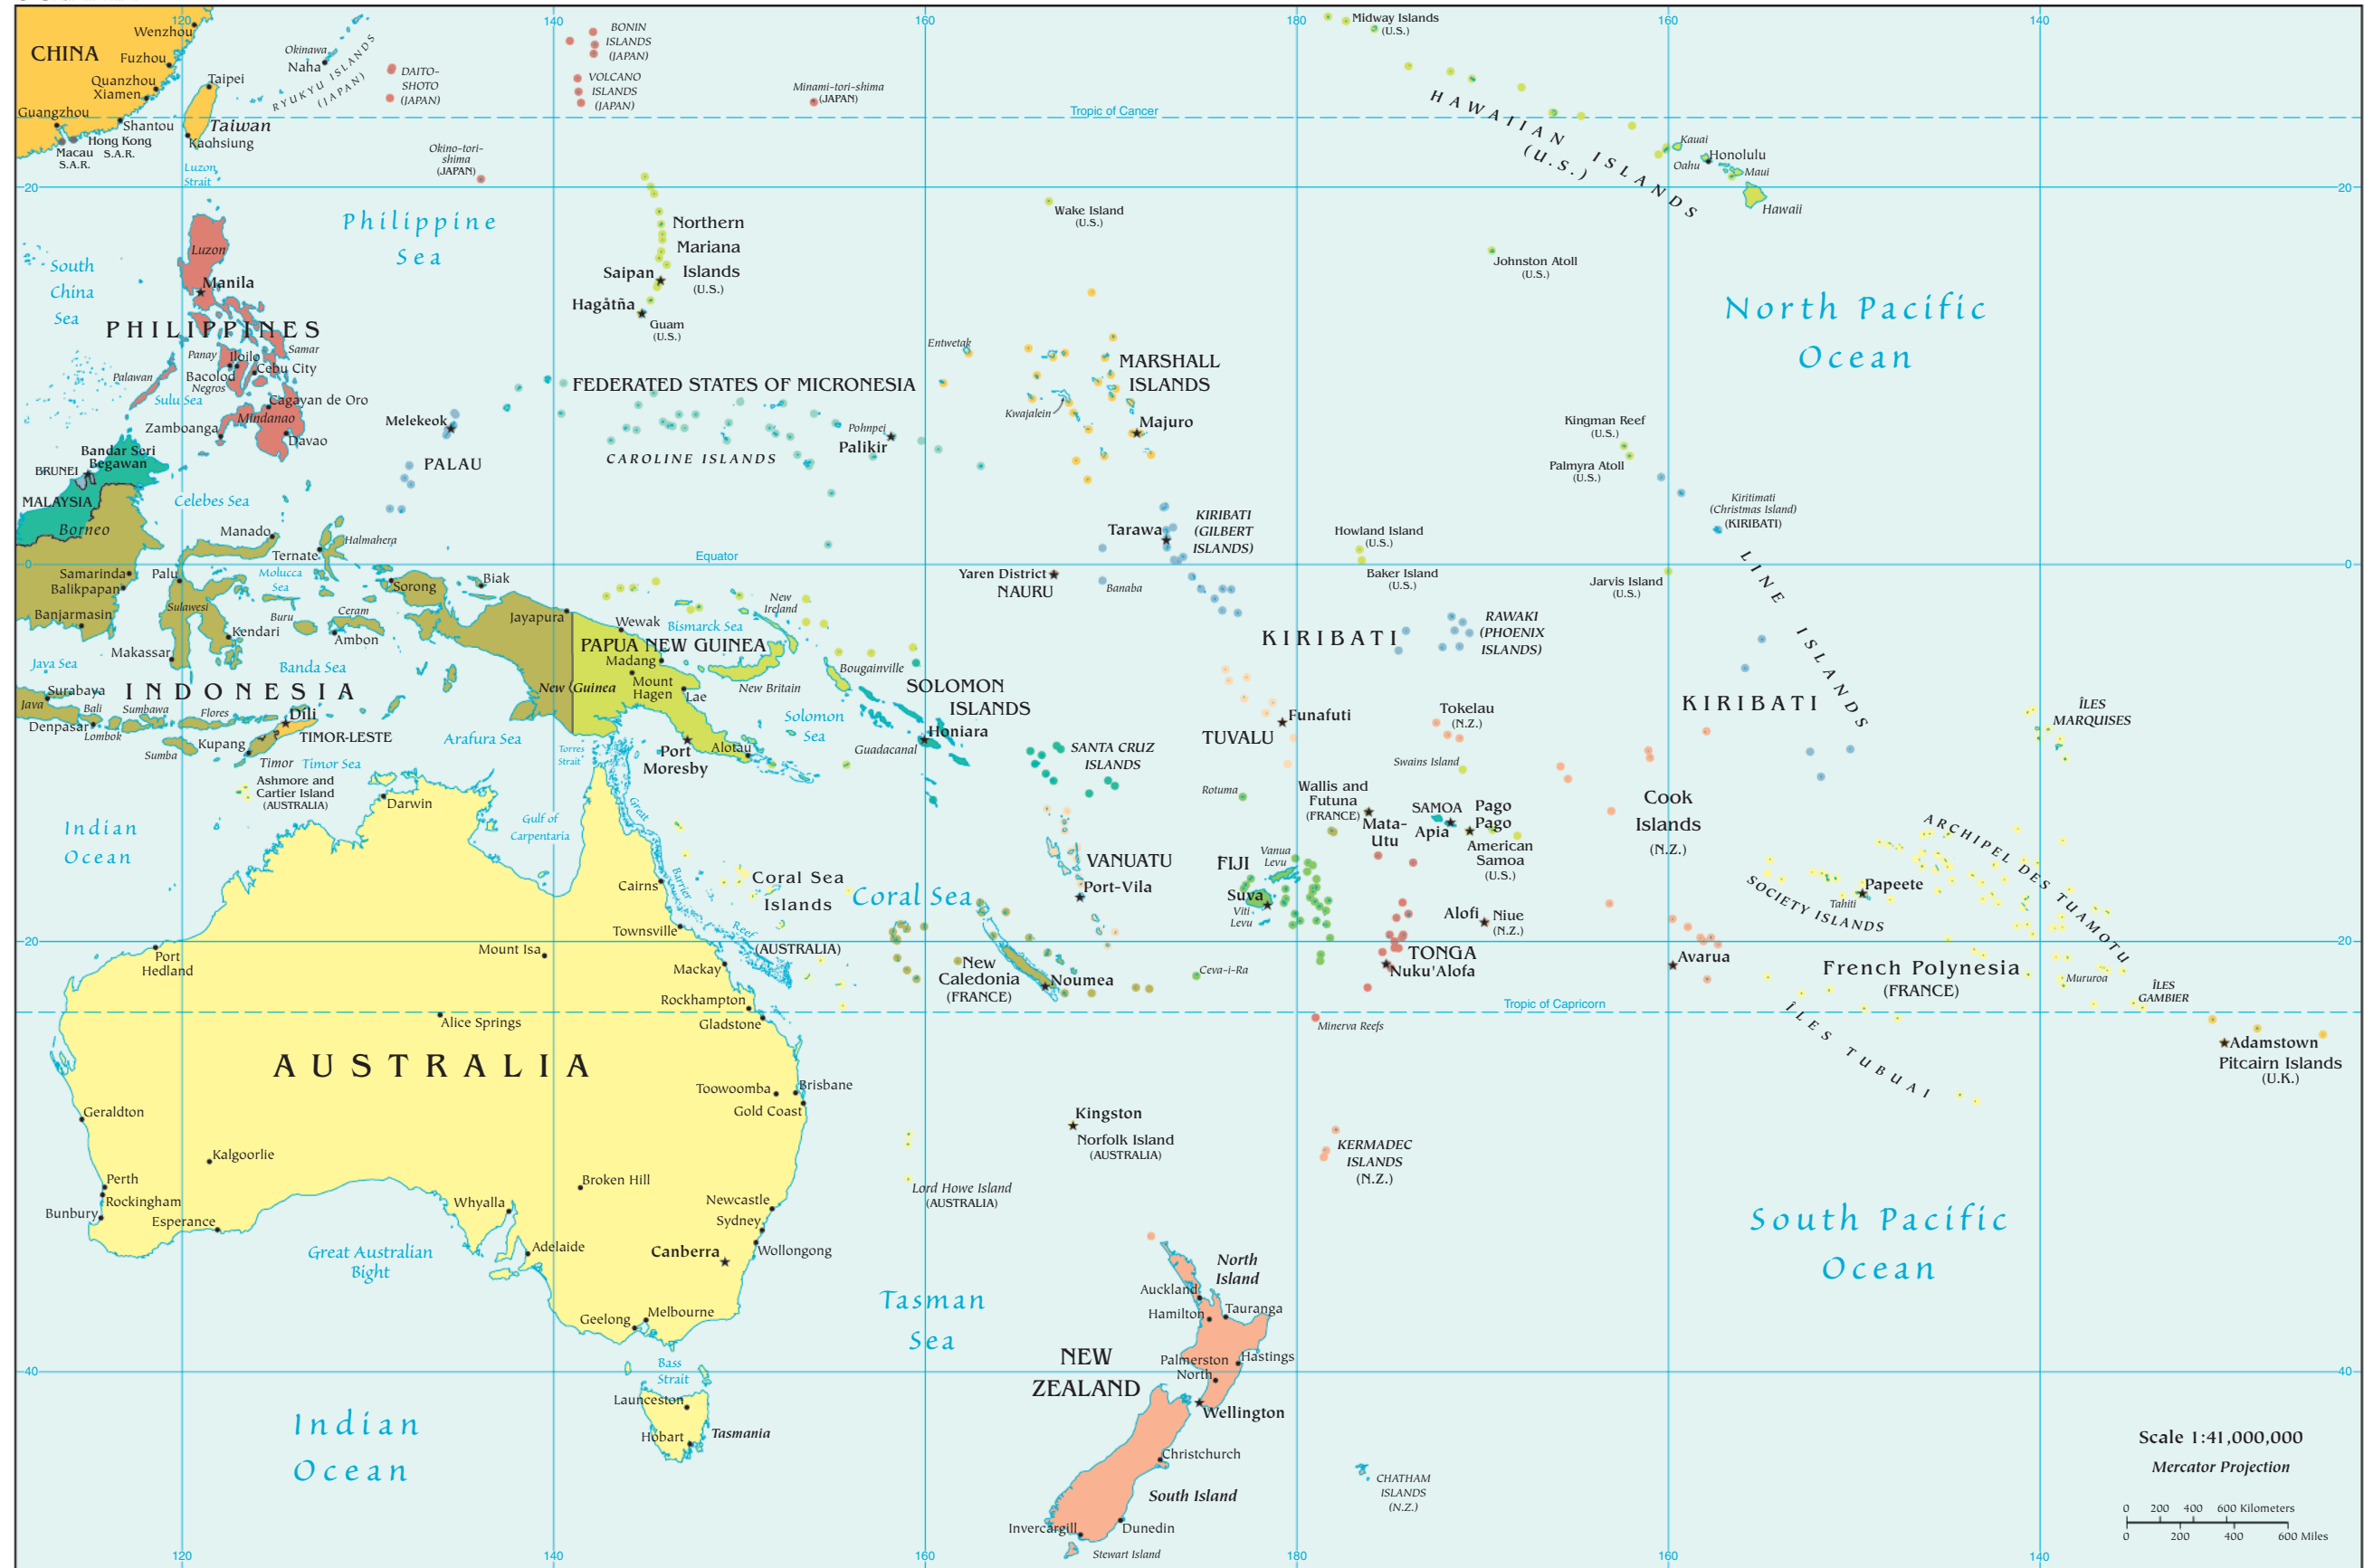 120
140
160
180
160
140
CHINA
Wenzhou
Fuzhou
Quanzhou
Xiamen
Guangzhou
Shantou
Hong Kong
S.A.R.
Macau
S.A.R.
Taipei
Taiwan
Kaohsiung
Luzon
Strait
Okinawa
Naha
RYUKYU ISLANDS
(JAPAN)
DAITO-
SHOTO
(JAPAN)
BONIN
ISLANDS
(JAPAN)
VOLCANO
ISLANDS
(JAPAN)
Minami-tori-shima
(JAPAN)
Okino-tori-
shima
(JAPAN)
Tropic of Cancer
Midway Islands
(U.S.)
HAWAIIAN ISLANDS
(U.S.)
Kauai
Oahu
Honolulu
Maui
Hawaii
20
20
Philippine
Sea
South
China
Sea
Luzon
Manila
PHILIPPINES
Panay
Iloilo
Samar
Bacolod
Cebu City
Negros
Palawan
Sulu Sea
Cagayan de Oro
Mindanao
Zamboanga
Davao
Northern
Mariana
Islands
(U.S.)
Saipan
Hagåtña
Guam
(U.S.)
Wake Island
(U.S.)
Johnston Atoll
(U.S.)
North Pacific
Ocean
Entwetak
MARSHALL
ISLANDS
Kwajalein
Majuro
FEDERATED STATES OF MICRONESIA
Pohnpei
Palikir
CAROLINE ISLANDS
Melekeok
PALAU
Kingman Reef
(U.S.)
Palmyra Atoll
(U.S.)
Kiritimati
(Christmas Island)
(KIRIBATI)
Bandar Seri
Begawan
BRUNEI
MALAYSIA
Borneo
Celebes Sea
Manado
Ternate
Halmahera
Samarinda
Balikpapan
Banjarmasin
Palu
Molucca
Sea
Sulawesi
Buru
Ceram
Ambon
Kendari
Makassar
Sorong
Biak
Jayapura
Java Sea
Banda Sea
INDONESIA
Surabaya
Java
Bali
Denpasar
Lombok
Sumbawa
Flores
Sumba
Kupang
Dili
TIMOR-LESTE
Timor
Timor Sea
Arafura Sea
Equator
0
0
Wewak
New
Ireland
Bismarck Sea
PAPUA NEW GUINEA
Madang
New Guinea
Mount
Hagen
Lae
New Britain
Bougainville
Port
Moresby
Alotau
Torres
Strait
Solomon
Sea
SOLOMON
ISLANDS
Honiara
Guadacanal
SANTA CRUZ
ISLANDS
Yaren District
NAURU
Tarawa
KIRIBATI
(GILBERT
ISLANDS)
Banaba
Howland Island
(U.S.)
Baker Island
(U.S.)
Jarvis Island
(U.S.)
KIRIBATI
RAWAKI
(PHOENIX
ISLANDS)
LINE ISLANDS
KIRIBATI
Funafuti
TUVALU
Tokelau
(N.Z.)
Swains Island
Rotuma
Wallis and
Futuna
(FRANCE)
Mata-
Utu
SAMOA
Apia
Pago
Pago
American
Samoa
(U.S.)
Cook
Islands
(N.Z.)
ÎLES
MARQUISES
ARCHIPEL DES TUAMOTU
SOCIETY ISLANDS
Papeete
Tahiti
French Polynesia
(FRANCE)
Mururoa
ÎLES
GAMBIER
ÎLES TUBUAI
Adamstown
Pitcairn Islands
(U.K.)
Ashmore and
Cartier Island
(AUSTRALIA)
Indian
Ocean
Darwin
Gulf of
Carpentaria
Great
Barrier
Reef
Cairns
Townsville
Coral Sea
Islands
(AUSTRALIA)
Coral Sea
VANUATU
Port-Vila
FIJI
Vanua
Levu
Suva
Viti
Levu
Ceva-i-Ra
TONGA
Nuku'Alofa
Alofi
Niue
(N.Z.)
Avarua
New
Caledonia
(FRANCE)
Noumea
20
20
Tropic of Capricorn
Minerva Reefs
Port
Hedland
Mount Isa
Mackay
Rockhampton
Gladstone
Alice Springs
AUSTRALIA
Toowoomba
Brisbane
Gold Coast
Geraldton
Kalgoorlie
Perth
Rockingham
Bunbury
Esperance
Great Australian
Bight
Whyalla
Adelaide
Broken Hill
Newcastle
Sydney
Wollongong
Canberra
Geelong
Melbourne
Bass
Strait
Launceston
Hobart
Tasmania
Indian
Ocean
Kingston
Norfolk Island
(AUSTRALIA)
Lord Howe Island
(AUSTRALIA)
KERMADEC
ISLANDS
(N.Z.)
Tasman
Sea
South Pacific
Ocean
North
Island
Auckland
Hamilton
Tauranga
Palmerston
North
Hastings
NEW
ZEALAND
Wellington
Christchurch
South Island
Invercargill
Dunedin
Stewart Island
CHATHAM
ISLANDS
(N.Z.)
40
40
Scale 1:41,000,000
Mercator Projection
0 200 400 600 Kilometers
0 200 400 600 Miles
120
140
160
180
160
140